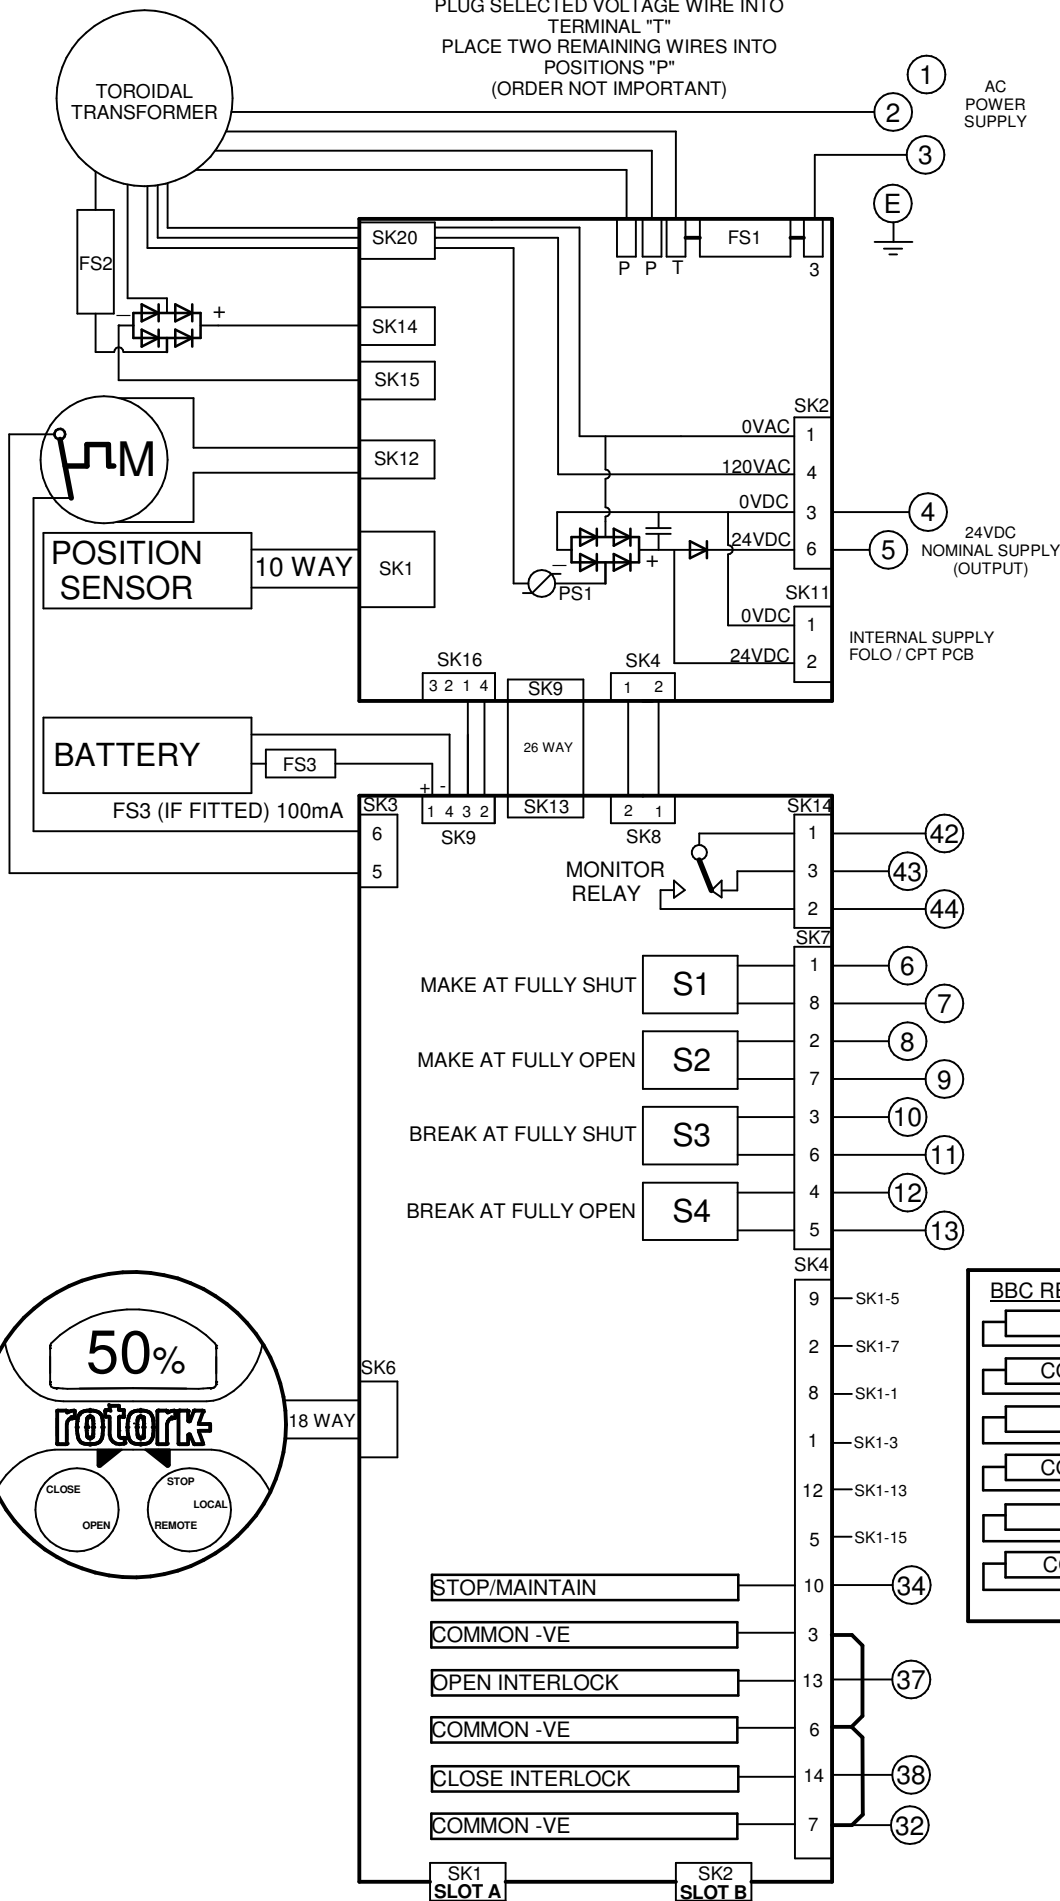 PLUG SELECTED VOLTAGE WIRE INTO
TERMINAL "T"
PLACE TWO REMAINING WIRES INTO
POSITIONS "P"
(ORDER NOT IMPORTANT)
TOROIDAL
TRANSFORMER
1
2
3
E
AC
POWER
SUPPLY
FS2
SK20
P P T
FS1
3
– +
SK14
SK15
M
SK12
SK2
0VAC 1
120VAC 4
0VDC 3
24VDC 6
4
5
24VDC
NOMINAL SUPPLY
(OUTPUT)
POSITION
SENSOR
10 WAY
SK1
– +
PS1
SK11
0VDC 1
24VDC 2
INTERNAL SUPPLY
FOLO / CPT PCB
SK16
3 2 1 4
SK9
SK4
1 2
26 WAY
BATTERY
FS3
FS3 (IF FITTED) 100mA
+ -
SK3
6
5
1 4 3 2
SK9
SK13
2 1
SK8
MONITOR
RELAY
SK14
1 42
3 43
2 44
SK7
MAKE AT FULLY SHUT S1
1 6
8 7
MAKE AT FULLY OPEN S2
2 8
7 9
BREAK AT FULLY SHUT S3
3 10
6 11
BREAK AT FULLY OPEN S4
4 12
5 13
SK4
9 SK1-5
2 SK1-7
8 SK1-1
1 SK1-3
12 SK1-13
5 SK1-15
50%
rotork
CLOSE
OPEN
STOP
LOCAL
REMOTE
18 WAY
SK6
BBC
STOP/MAINTAIN 10 34
COMMON -VE 3
OPEN INTERLOCK 13 37
COMMON -VE 6
CLOSE INTERLOCK 14 38
COMMON -VE 7 32
SK1
SLOT A
SK2
SLOT B